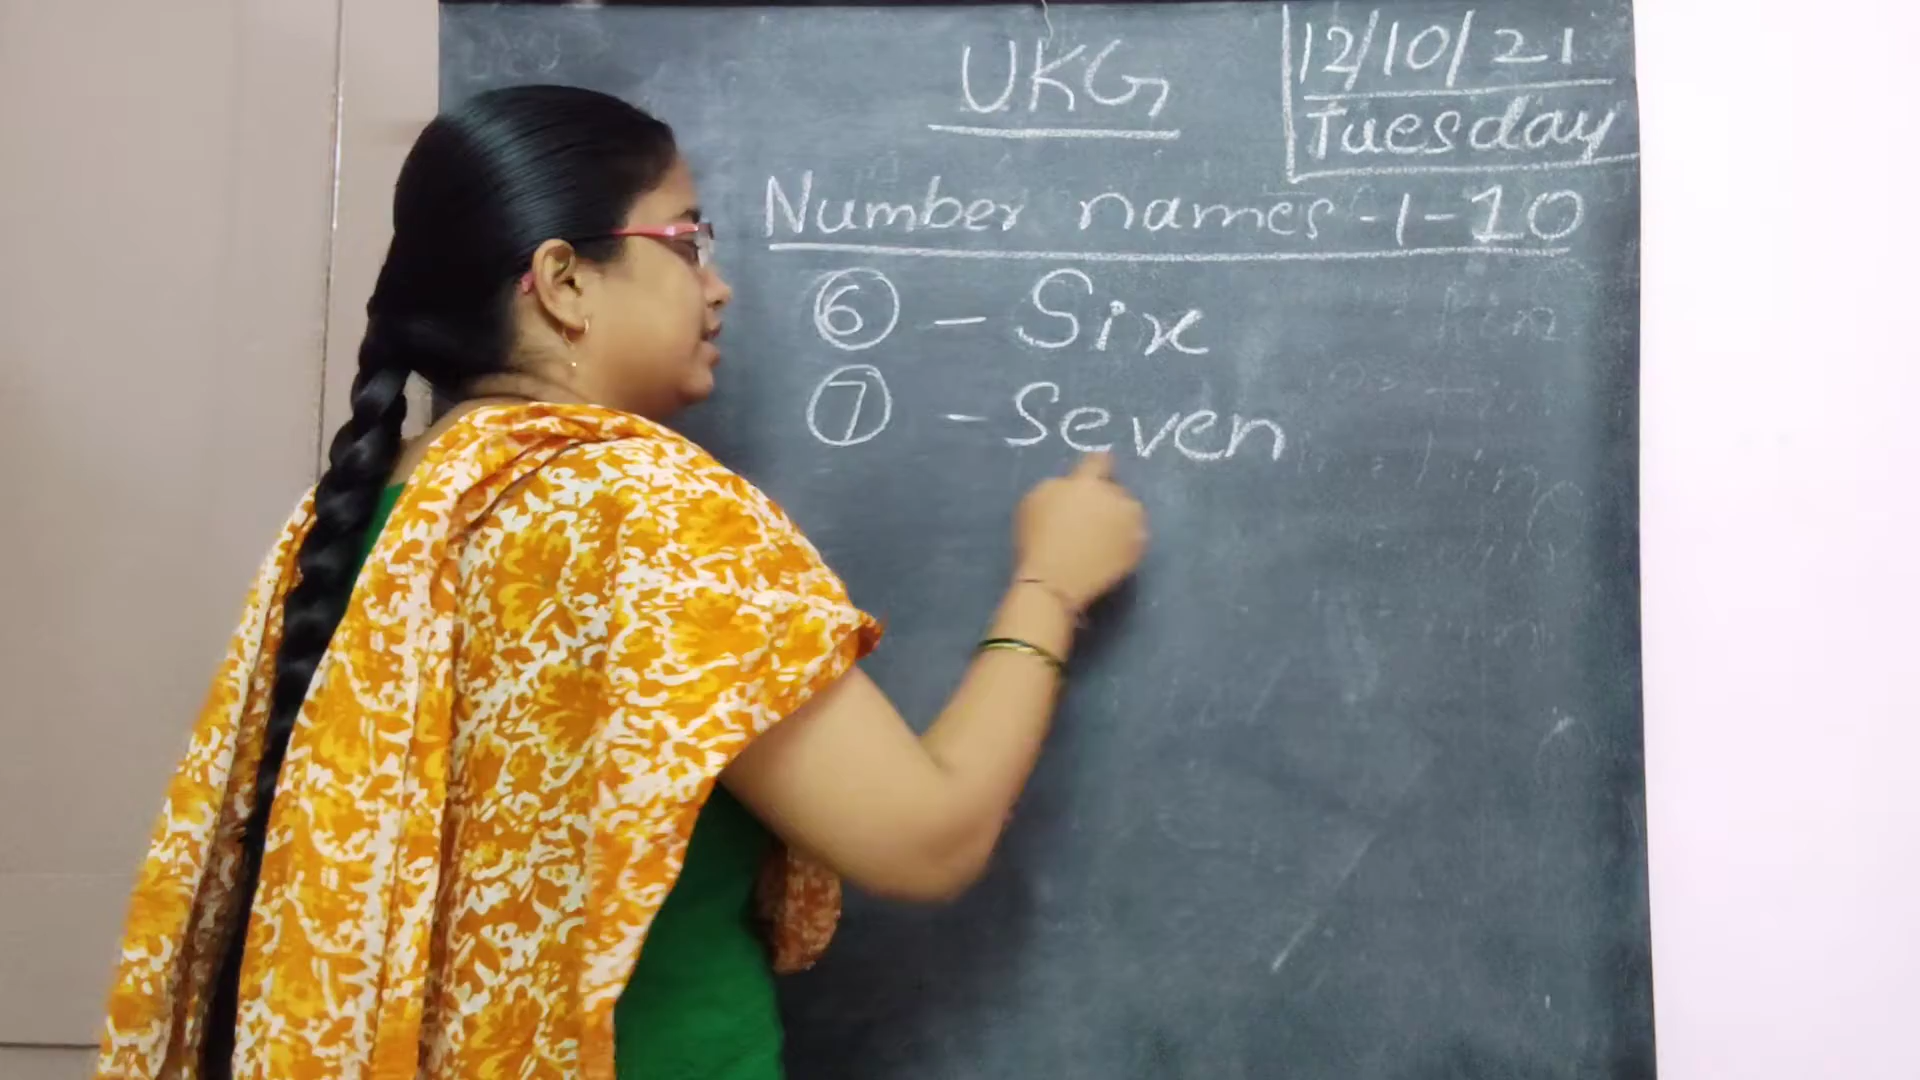 UKG
12/10/21
Tuesday
Number names - 1-10
6 - Six
7 - Seven